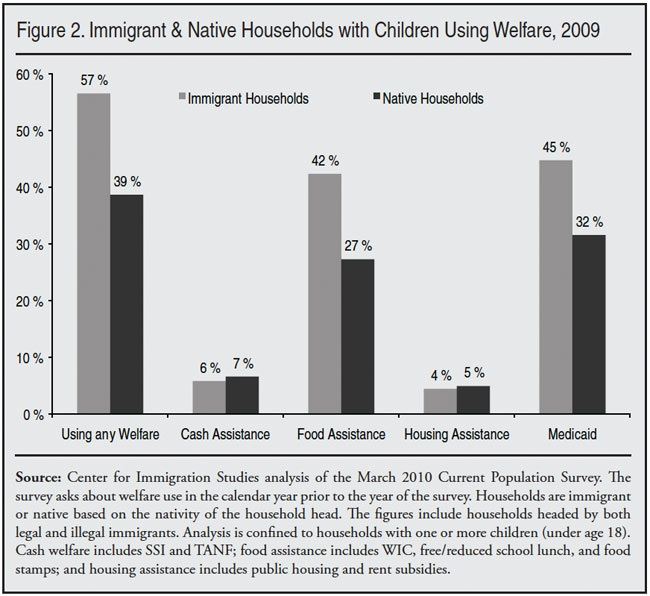 Figure 2. Immigrant & Native Households with Children Using Welfare, 2009
60 %
57 %
Immigrant Households
Native Households
50 %
45 %
42 %
40 %
39 %
32 %
30 %
27 %
20 %
10 %
6 %
7 %
4 %
5 %
0 %
Using any Welfare
Cash Assistance
Food Assistance
Housing Assistance
Medicaid
Source: Center for Immigration Studies analysis of the March 2010 Current Population Survey. The
survey asks about welfare use in the calendar year prior to the year of the survey. Households are immigrant
or native based on the nativity of the household head. The figures include households headed by both
legal and illegal immigrants. Analysis is confined to households with one or more children (under age 18).
Cash welfare includes SSI and TANF; food assistance includes WIC, free/reduced school lunch, and food
stamps; and housing assistance includes public housing and rent subsidies.